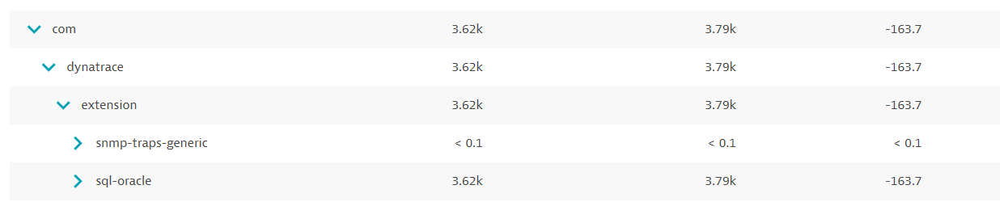 com 3.62k 3.79k -163.7
dynatrace 3.62k 3.79k -163.7
extension 3.62k 3.79k -163.7
snmp-traps-generic < 0.1 < 0.1 < 0.1
sql-oracle 3.62k 3.79k -163.7